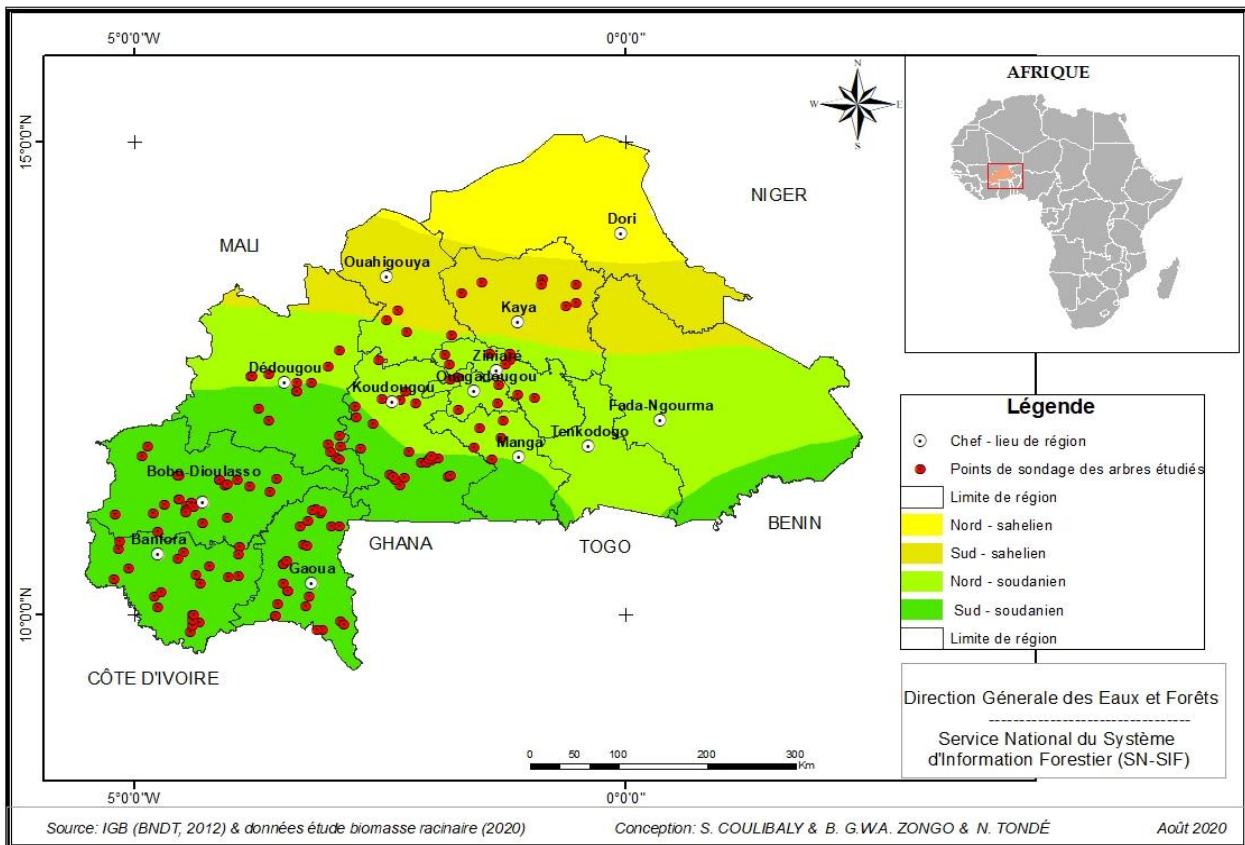 5°0'0"W
0°0'0"
AFRIQUE
N
W
E
S
15°0'0"N
NIGER
Dori
MALI
Ouahigouya
Kaya
Ziniaré
Dédougou
Ouagadougou
Koudougou
Fada-Ngourma
Tenkodogo
Manga
Bobo-Dioulasso
BENIN
Banfora
GHANA
TOGO
Gaoua
10°0'0"N
CÔTE D'IVOIRE
Légende
Chef - lieu de région
Points de sondage des arbres étudiés
Limite de région
Nord - sahelien
Sud - sahelien
Nord - soudanien
Sud - soudanien
Limite de région
Direction Génerale des Eaux et Forêts
---------------------------------
Service National du Système
d'Information Forestier (SN-SIF)
0 50 100 200 300
Km
5°0'0"W
0°0'0"
Source: IGB (BNDT, 2012) & données étude biomasse racinaire (2020) Conception: S. COULIBALY & B. G.W.A. ZONGO & N. TONDÉ Août 2020